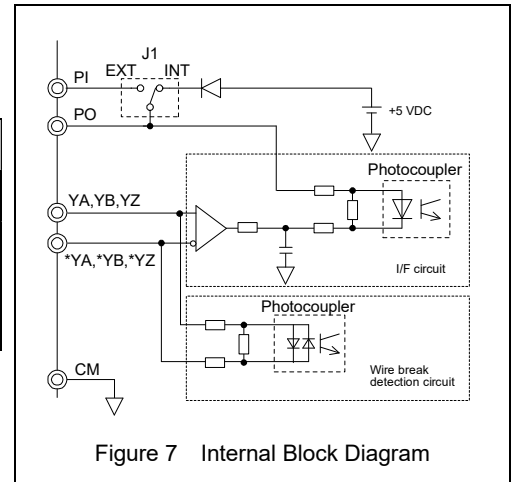 J1
EXT INT
PI
+5 VDC
PO
Photocoupler
YA,YB,YZ
*YA,*YB,*YZ
I/F circuit
Photocoupler
Wire break
detection circuit
CM
Figure 7 Internal Block Diagram